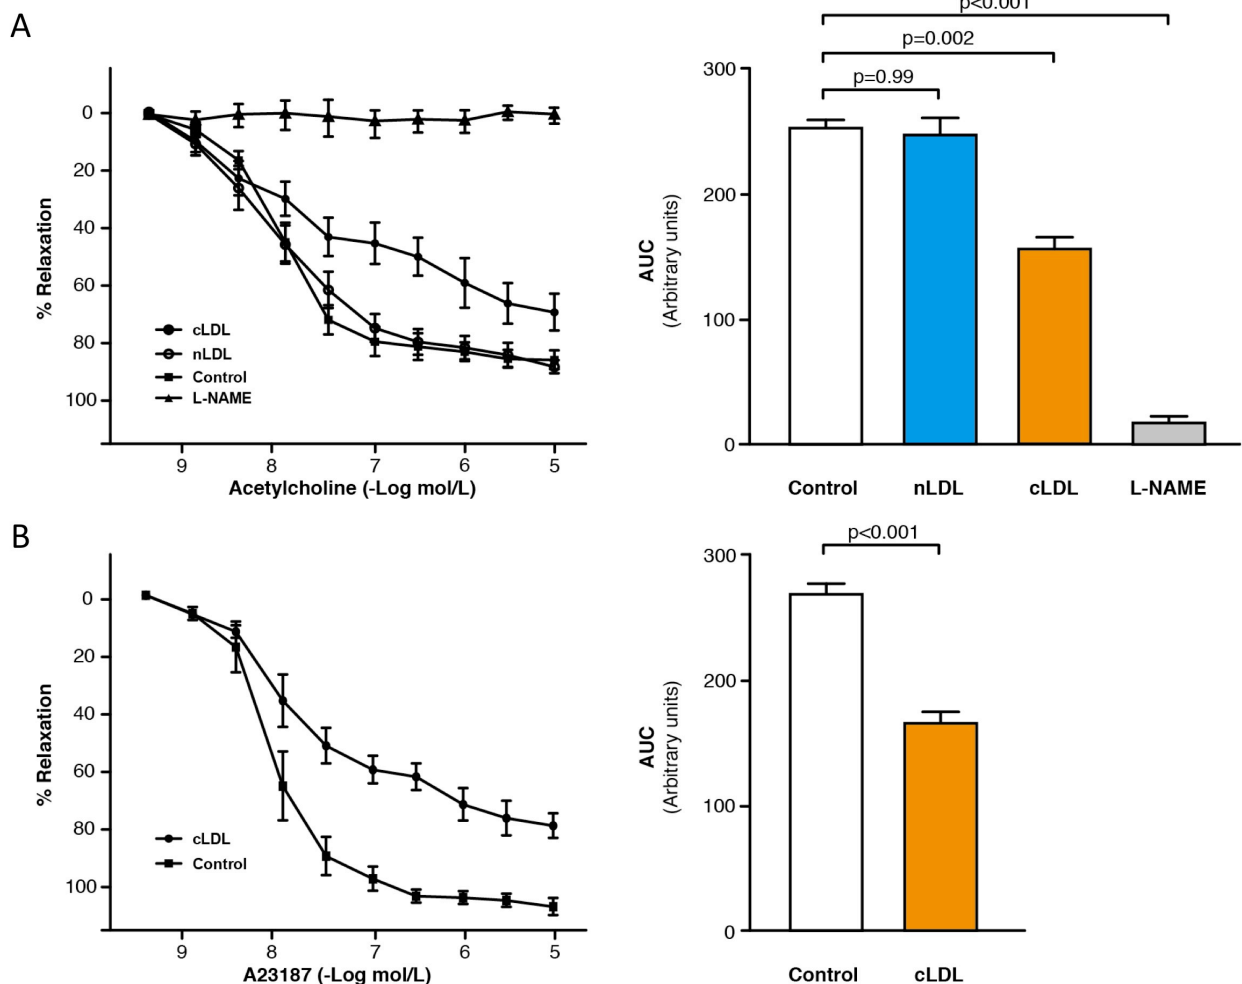 A
p<0.001
p=0.002
p=0.99
0
20
40
60
80
100
% Relaxation
cLDL
nLDL
Control
L-NAME
9 8 7 6 5
Acetylcholine (-Log mol/L)
300
200
100
0
AUC
(Arbitrary units)
Control nLDL cLDL L-NAME
B
p<0.001
0
20
40
60
80
100
% Relaxation
cLDL
Control
9 8 7 6 5
A23187 (-Log mol/L)
300
200
100
0
AUC
(Arbitrary units)
Control cLDL